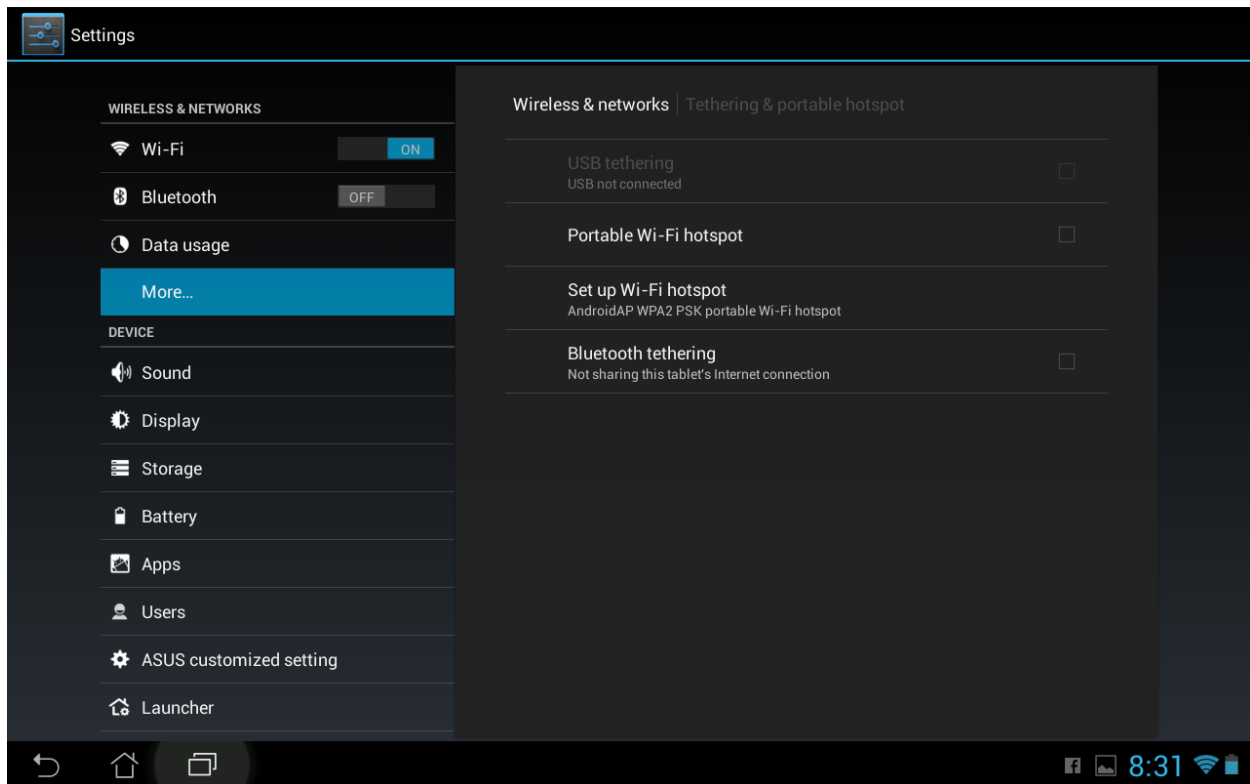 Settings
WIRELESS & NETWORKS
Wi-Fi ON
Bluetooth OFF
Data usage
More...
DEVICE
Sound
Display
Storage
Battery
Apps
Users
ASUS customized setting
Launcher
Wireless & networks Tethering & portable hotspot
USB tethering
USB not connected
Portable Wi-Fi hotspot
Set up Wi-Fi hotspot
AndroidAP WPA2 PSK portable Wi-Fi hotspot
Bluetooth tethering
Not sharing this tablet's Internet connection
8:31